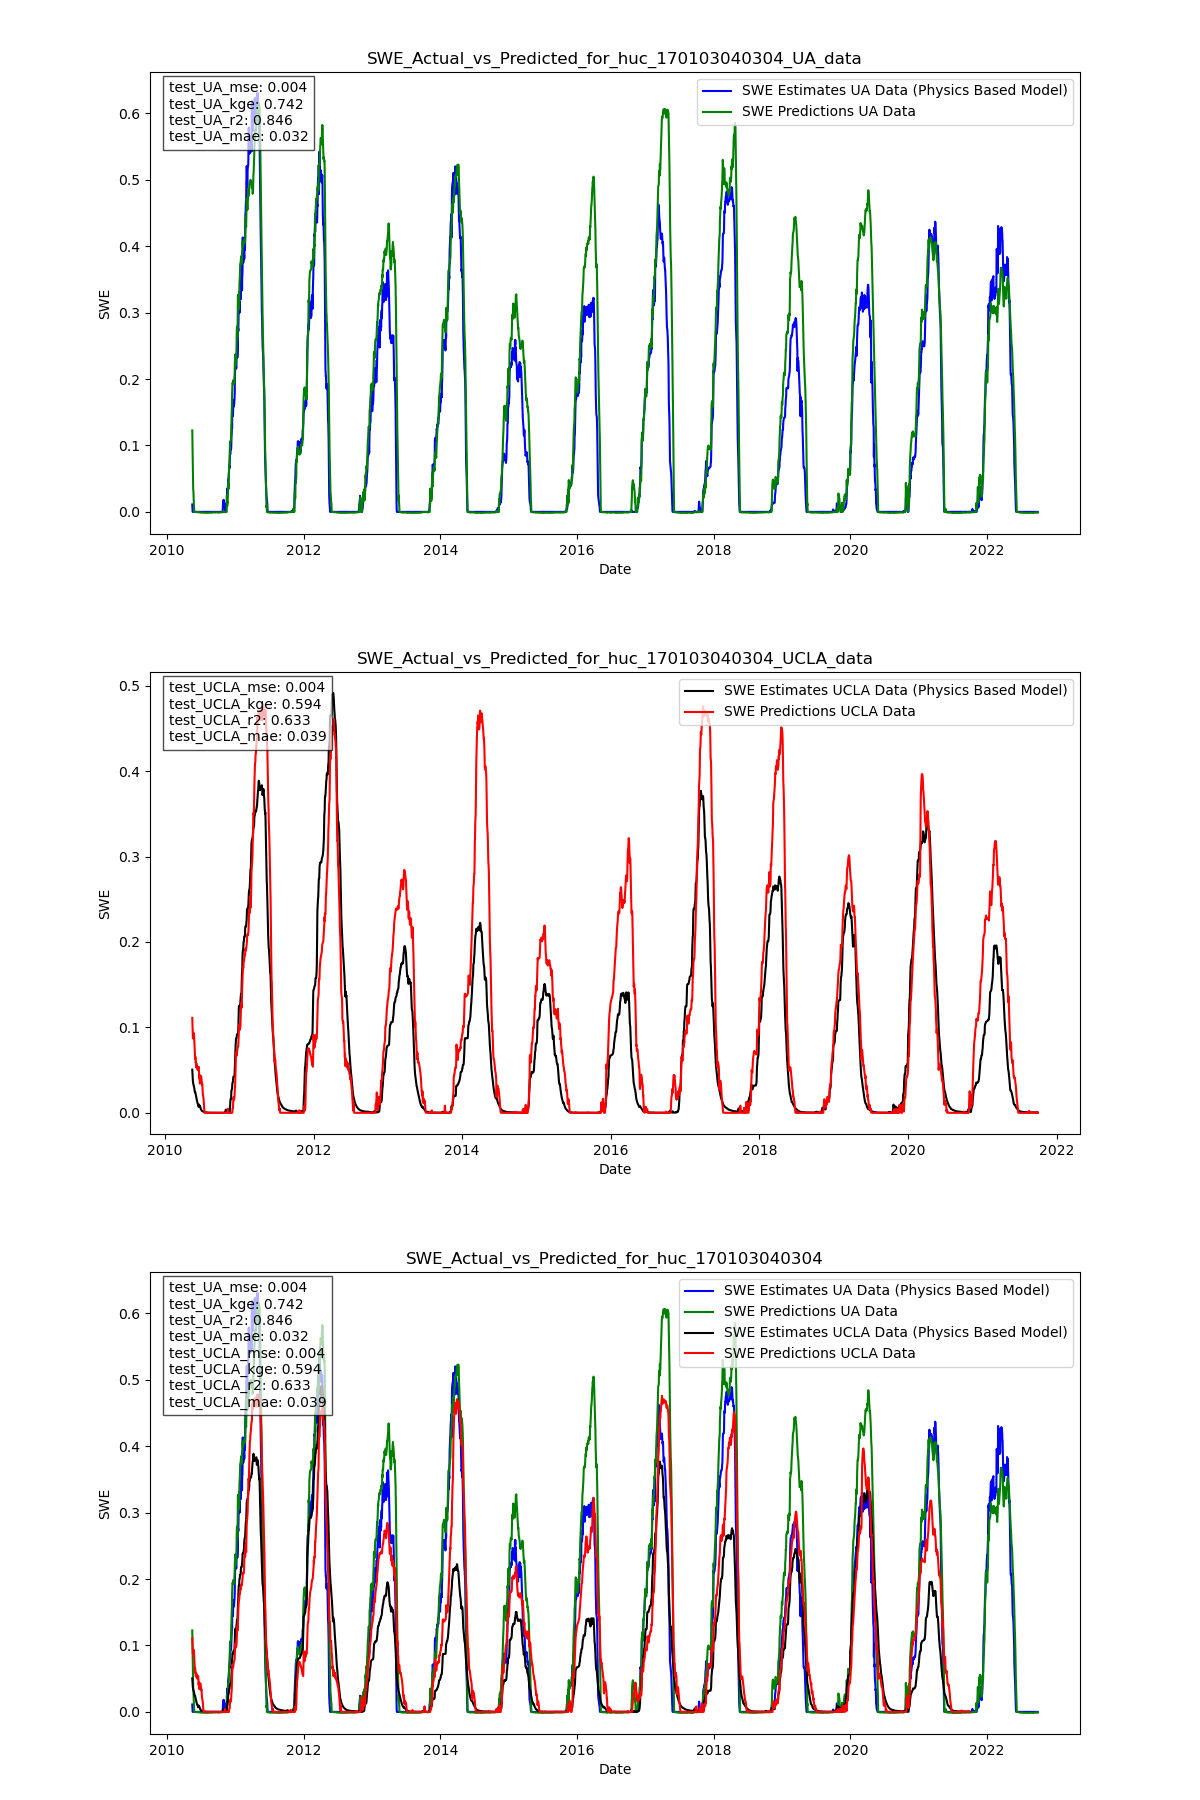 SWE_Actual_vs_Predicted_for_huc_170103040304_UA_data
test_UA_mse: 0.004
test_UA_kge: 0.742
test_UA_r2: 0.846
test_UA_mae: 0.032
SWE Estimates UA Data (Physics Based Model)
SWE Predictions UA Data
0.6
0.5
0.4
0.3
0.2
0.1
0.0
SWE
2010 2012 2014 2016 2018 2020 2022
Date
SWE_Actual_vs_Predicted_for_huc_170103040304_UCLA_data
test_UCLA_mse: 0.004
test_UCLA_kge: 0.594
test_UCLA_r2: 0.633
test_UCLA_mae: 0.039
SWE Estimates UCLA Data (Physics Based Model)
SWE Predictions UCLA Data
0.5
0.4
0.3
0.2
0.1
0.0
SWE
2010 2012 2014 2016 2018 2020 2022
Date
SWE_Actual_vs_Predicted_for_huc_170103040304
test_UA_mse: 0.004
test_UA_kge: 0.742
test_UA_r2: 0.846
test_UA_mae: 0.032
test_UCLA_mse: 0.004
test_UCLA_kge: 0.594
test_UCLA_r2: 0.633
test_UCLA_mae: 0.039
SWE Estimates UA Data (Physics Based Model)
SWE Predictions UA Data
SWE Estimates UCLA Data (Physics Based Model)
SWE Predictions UCLA Data
0.6
0.5
0.4
0.3
0.2
0.1
0.0
SWE
2010 2012 2014 2016 2018 2020 2022
Date